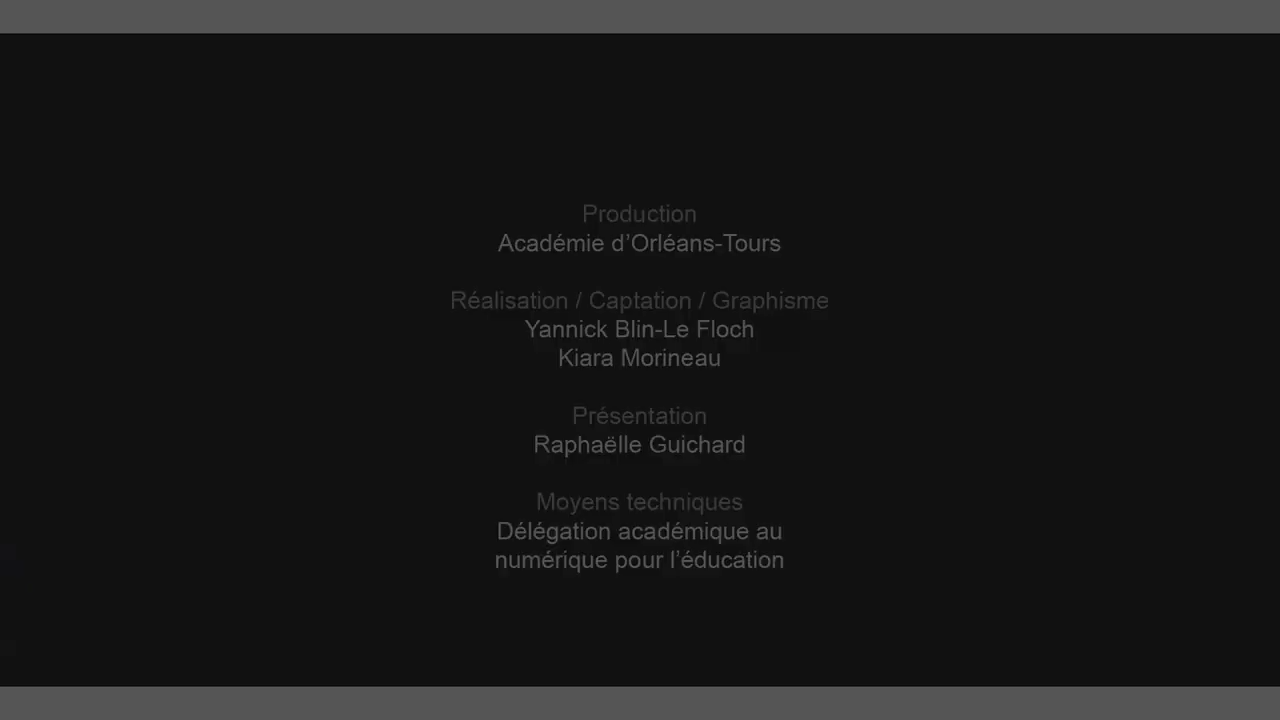 Production
Académie d’Orléans-Tours
Réalisation / Captation / Graphisme
Yannick Blin-Le Floch
Kiara Morineau
Présentation
Raphaëlle Guichard
Moyens techniques
Délégation académique au
numérique pour l’éducation